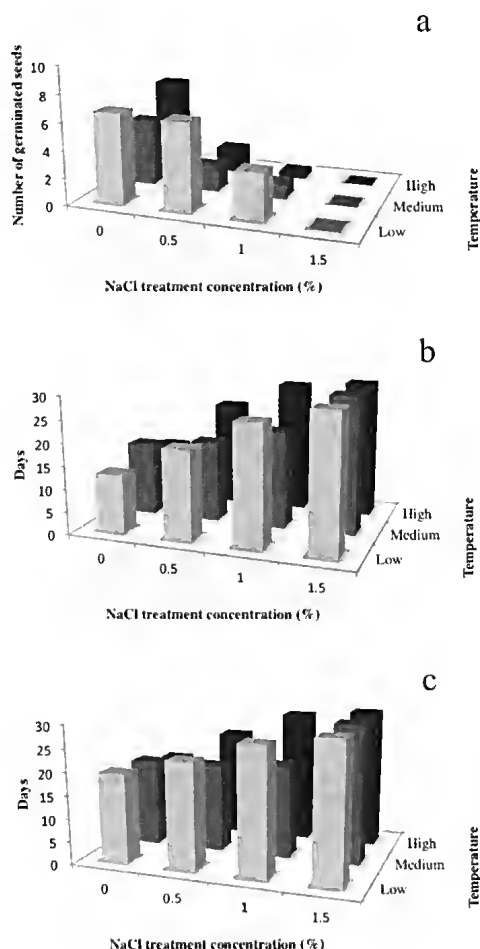 a
Number of germinated seeds
10
8
6
4
2
0
0
0.5
1
1.5
High
Medium
Low
Temperature
NaCl treatment concentration (%)
b
Days
30
25
20
15
10
5
0
0
0.5
1
1.5
High
Medium
Low
Temperature
NaCl treatment concentration (%)
c
Days
30
25
20
15
10
5
0
0
0.5
1
1.5
High
Medium
Low
Temperature
NaCl treatment concentration (%)